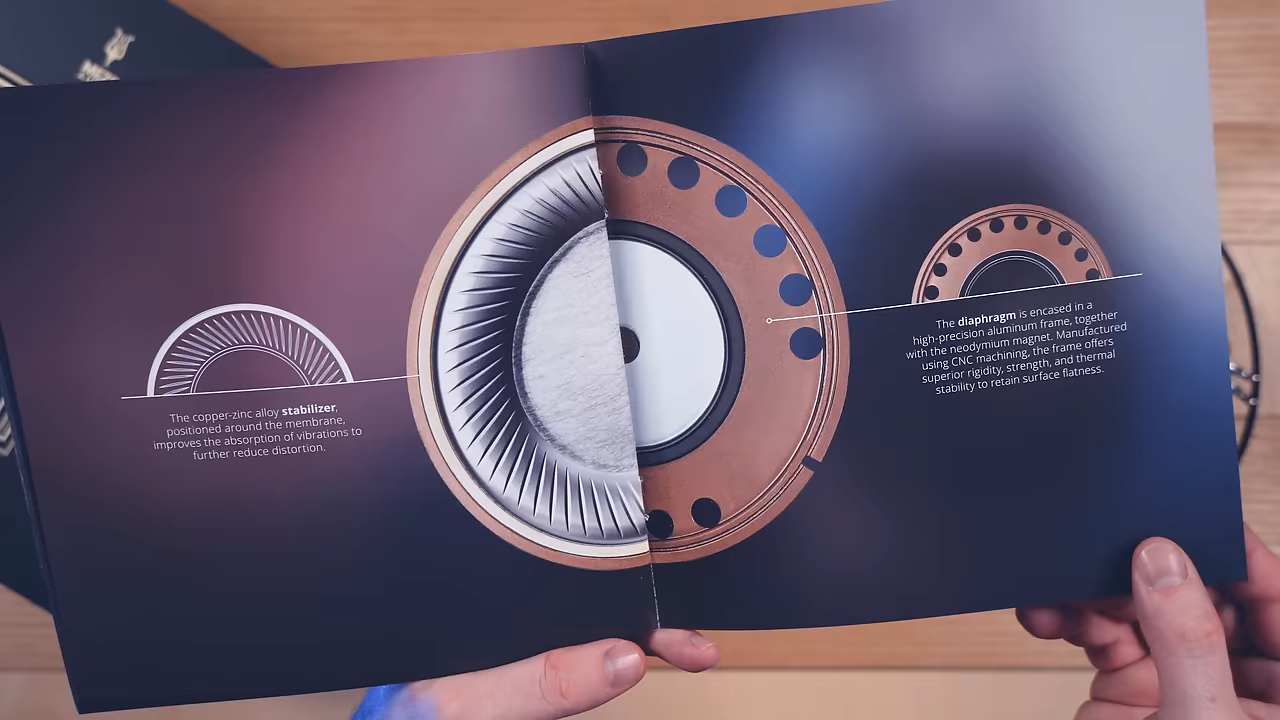 The copper-zinc alloy stabilizer,
positioned around the membrane,
improves the absorption of vibrations to
further reduce distortion.
The diaphragm is encased in a
high-precision aluminum frame, together
with the neodymium magnet. Manufactured
using CNC machining, the frame offers
superior rigidity, strength, and thermal
stability to retain surface flatness.